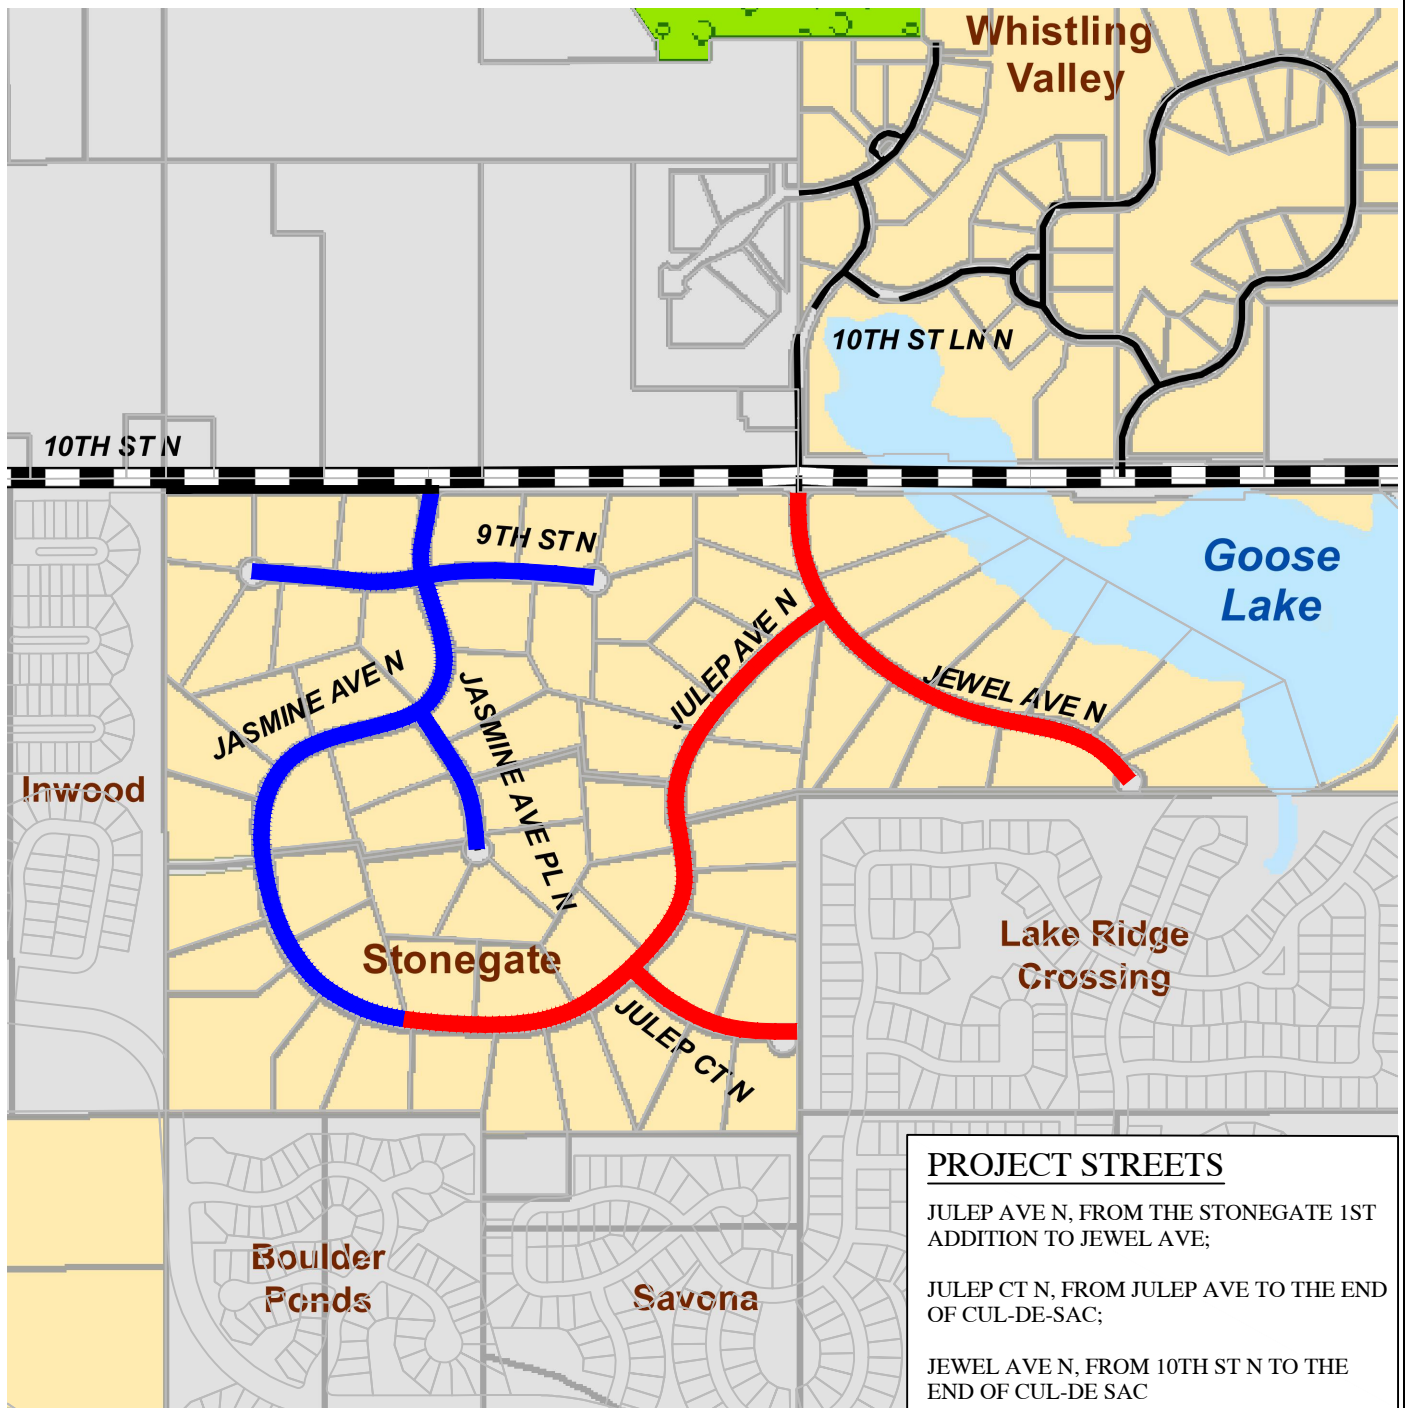 Whistling
Valley
10TH ST LN N
10TH ST N
9TH ST N
Goose
Lake
JULEP AVE N
JASMINE AVE N
JASMINE AVE PL N
JEWEL AVE N
Inwood
Stonegate
Lake Ridge
Crossing
JULEP CT N
Boulder
Ponds
Savona
PROJECT STREETS
JULEP AVE N, FROM THE STONEGATE 1ST
ADDITION TO JEWEL AVE;
JULEP CT N, FROM JULEP AVE TO THE END
OF CUL-DE-SAC;
JEWEL AVE N, FROM 10TH ST N TO THE
END OF CUL-DE SAC